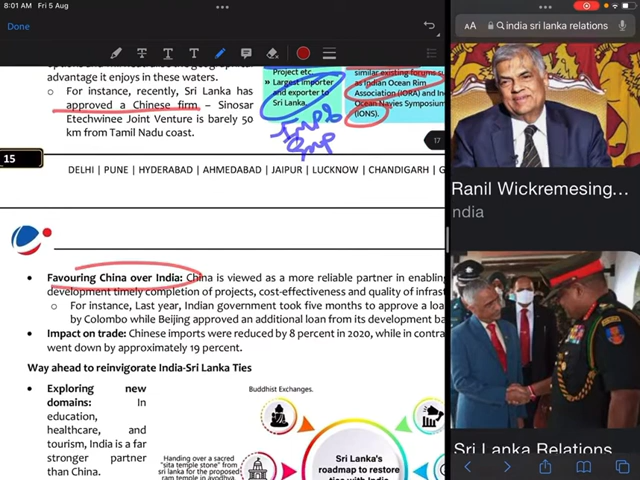 8:01 AM Fri 5 Aug
Done
advantage it enjoys in these waters.
For instance, recently, Sri Lanka has
approved a Chinese firm – Sinosar
Etechwinee Joint Venture is barely 50
km from Tamil Nadu coast.
Project etc.
» Largest importer
and exporter to
Sri Lanka.
similar existing forums such
as Indian Ocean Rim
Association (IORA) and Ind
Ocean Navies Symposium
(IONS).
17
15
DELHI | PUNE | HYDERABAD | AHMEDABAD | JAIPUR | LUCKNOW | CHANDIGARH | G
Favouring China over India: China is viewed as a more reliable partner in enabling
development timely completion of projects, cost-effectiveness and quality of infrast
For instance, Last year, Indian government took five months to approve a loa
by Colombo while Beijing approved an additional loan from its development ba
Impact on trade: Chinese imports were reduced by 8 percent in 2020, while in contra
went down by approximately 19 percent.
Way ahead to reinvigorate India-Sri Lanka Ties
Exploring new
domains: In
education,
healthcare, and
tourism, India is a far
stronger partner
than China.
Buddhist Exchanges.
Handing over a sacred
"sita temple stone" from
sri lanka for the proposed
ram temple in ayodhya.
Sri Lanka's
roadmap to restore
AA india sri lanka relations
Ranil Wickremesing...
India
Sri Lanka Relations